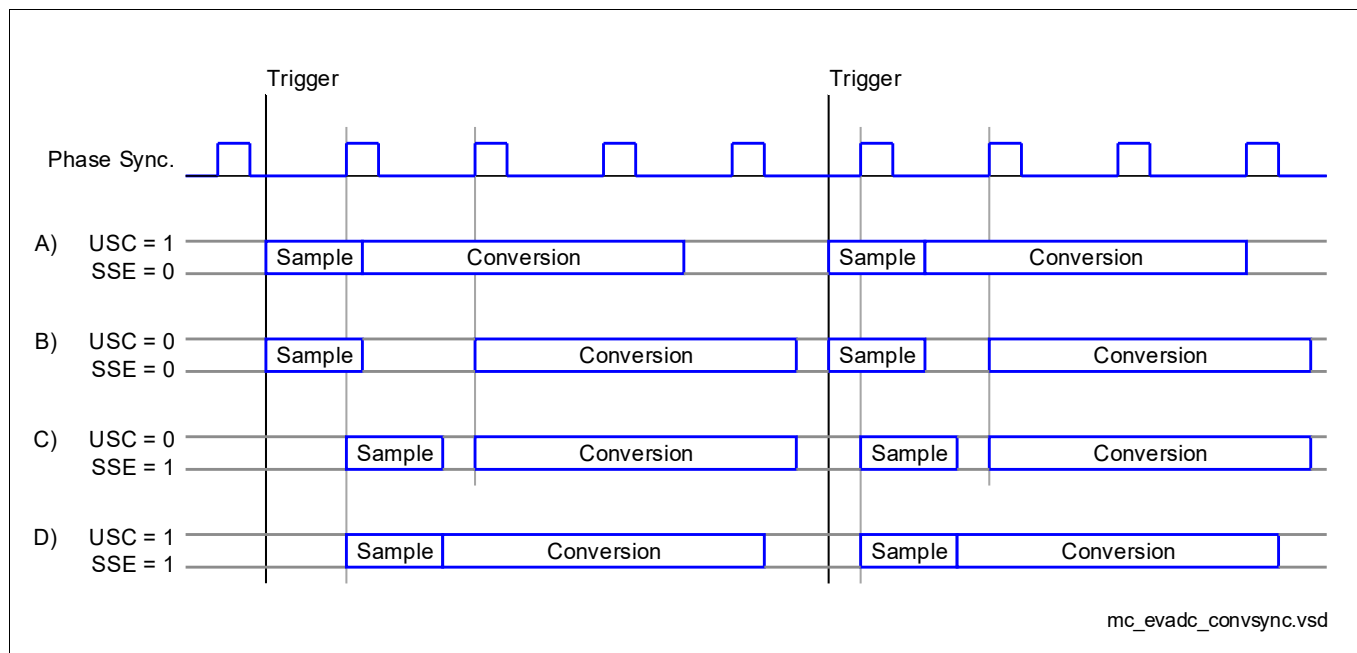 Trigger Trigger
Phase Sync.
A) USC = 1
SSE = 0
Sample Conversion Sample Conversion
B) USC = 0
SSE = 0
Sample Conversion Sample Conversion
C) USC = 0
SSE = 1
Sample Conversion Sample Conversion
D) USC = 1
SSE = 1
Sample Conversion Sample Conversion
mc_evadc_convsync.vsd